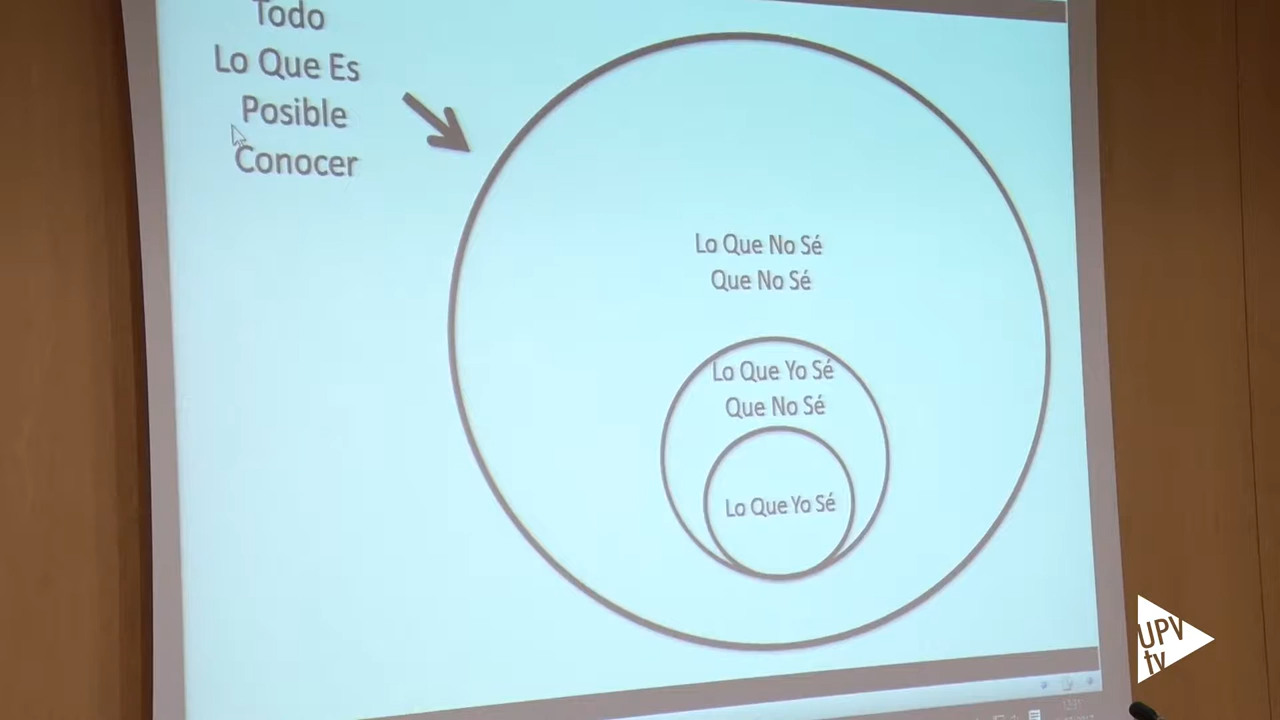 Todo
Lo Que Es
Posible
Conocer
Lo Que No Sé
Que No Sé
Lo Que Yo Sé
Que No Sé
Lo Que Yo Sé
UPV
tv